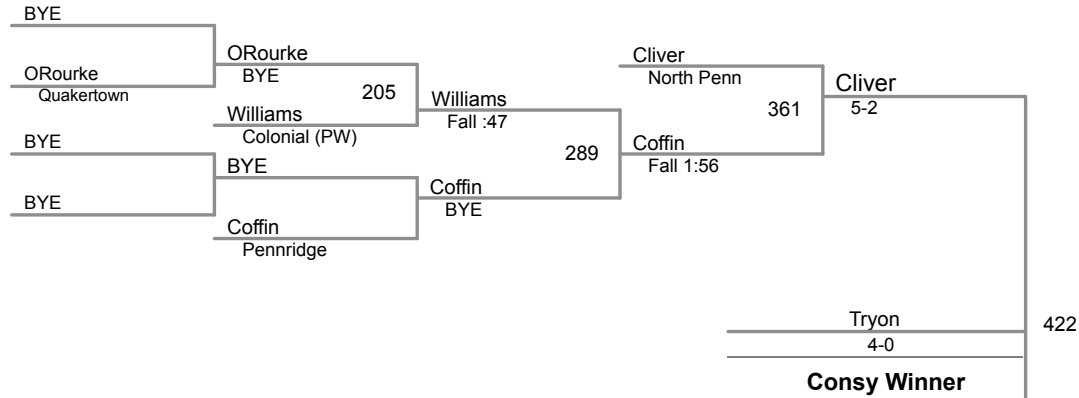 BYE
ORourke
Quakertown
BYE
BYE
ORourke
BYE
205
Williams
Colonial (PW)
BYE
Coffin
Pennridge
Williams
Fall :47
289
Coffin
BYE
Cliver
North Penn
361
Coffin
Fall 1:56
Cliver
5-2
Tryon
4-0
Consy Winner
422